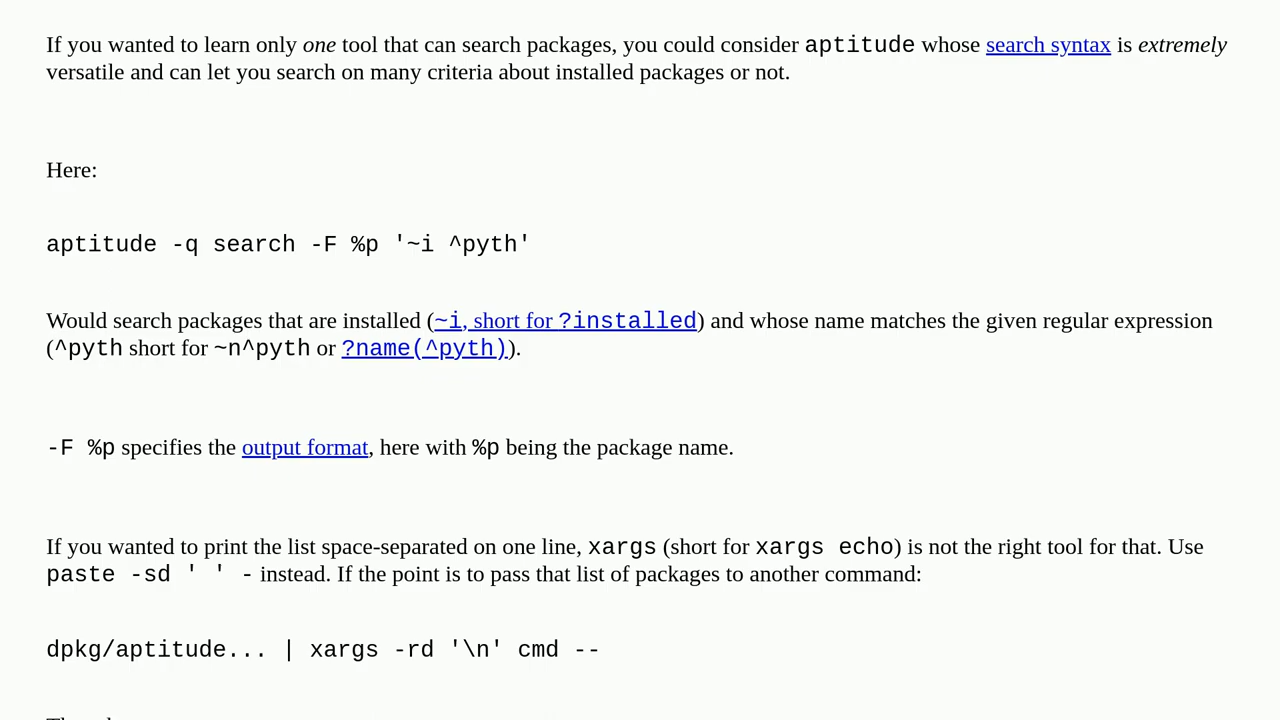 If you wanted to learn only one tool that can search packages, you could consider aptitude whose search syntax is extremely
versatile and can let you search on many criteria about installed packages or not.
Here:
aptitude -q search -F %p '~i ^pyth'
Would search packages that are installed (~i, short for ?installed) and whose name matches the given regular expression
(^pyth short for ~n^pyth or ?name(^pyth)).
-F %p specifies the output format, here with %p being the package name.
If you wanted to print the list space-separated on one line, xargs (short for xargs echo) is not the right tool for that. Use
paste -sd ' ' - instead. If the point is to pass that list of packages to another command:
dpkg/aptitude... | xargs -rd '\n' cmd --